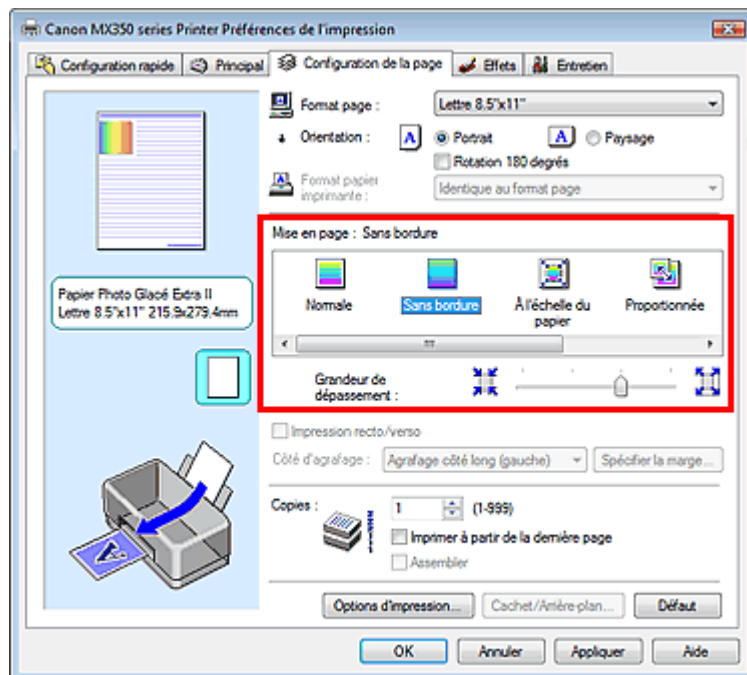 Canon MX350 series Printer Préférences de l'impression
Configuration rapide Principal Configuration de la page Effets Entretien
Format page : Lettre 8.5"x11"
Orientation : A Portrait A Paysage
Rotation 180 degrés
Format papier imprimante : Identique au format page
Mise en page : Sans bordure
Normale Sans bordure À l'échelle du papier Proportionnée
Papier Photo Glacé Extra II
Lettre 8.5"x11" 215.9x279.4mm
Grandeur de dépassement :
Impression recto/verso
Côté d'agrafage : Agrafage côté long (gauche) Spécifier la marge...
Copies : 1 (1-999)
Imprimer à partir de la dernière page
Assembler
Options d'impression... Cachet/Arrière-plan... Défaut
OK Annuler Appliquer Aide